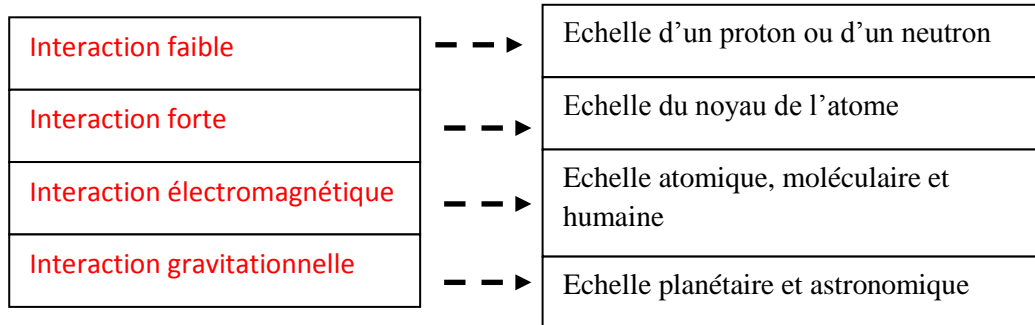 Interaction faible
Echelle d’un proton ou d’un neutron
Interaction forte
Echelle du noyau de l’atome
Interaction électromagnétique
Echelle atomique, moléculaire et
humaine
Interaction gravitationnelle
Echelle planétaire et astronomique